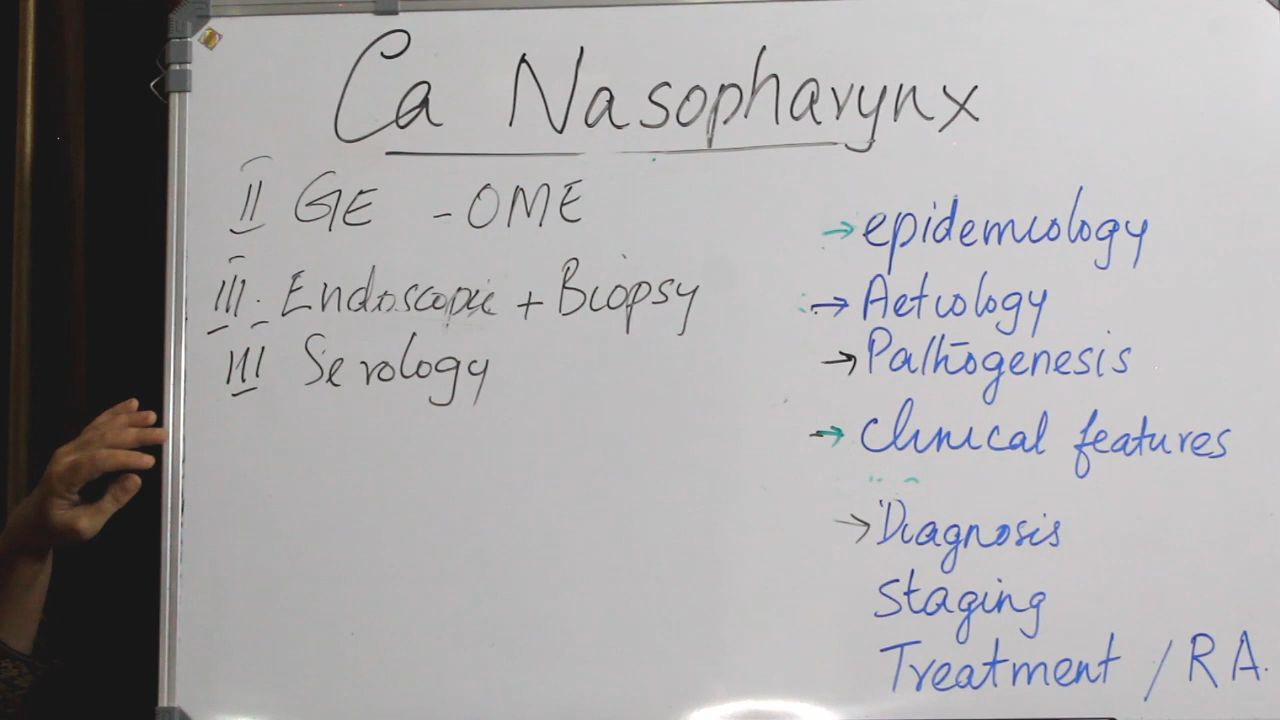 Ca Nasopharynx
II GE - OME
III. Endoscopic + Biopsy
III Serology
→ epidemiology
→ Aetiology
→ Pathogenesis
→ Clinical features
→ Diagnosis
Staging
Treatment / RA.